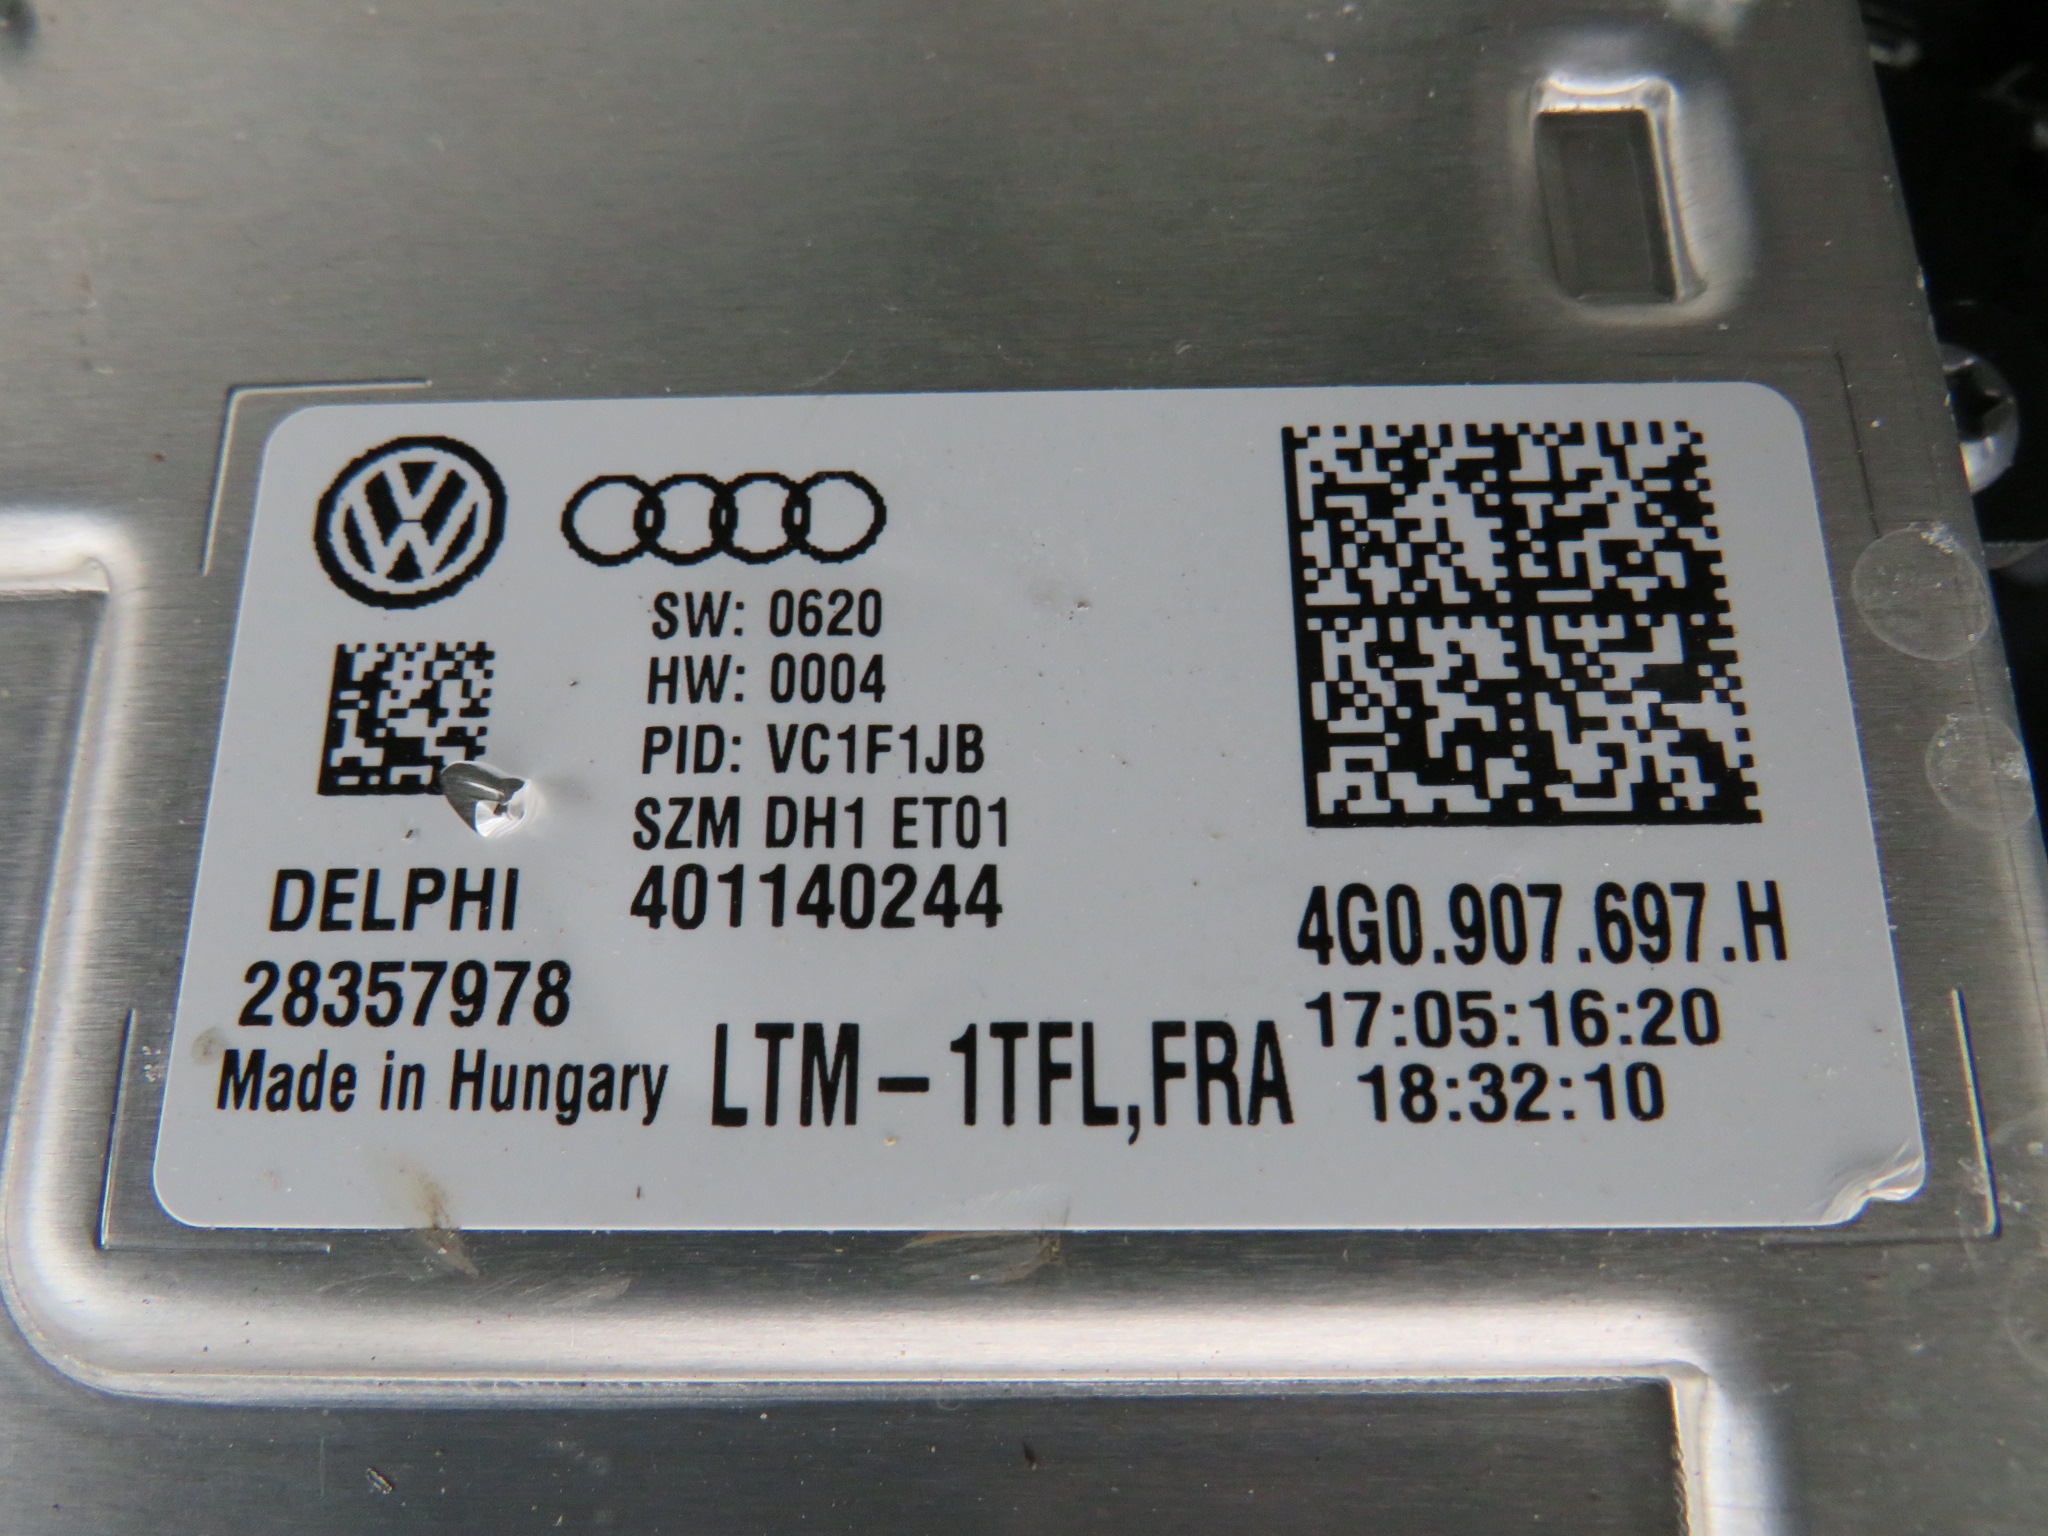 SW: 0620
HW: 0004
PID: VC1F1JB
SZM DH1 ET01
401140244
DELPHI
28357978
Made in Hungary
LTM-1TFL,FRA
4G0.907.697.H
17:05:16:20
18:32:10